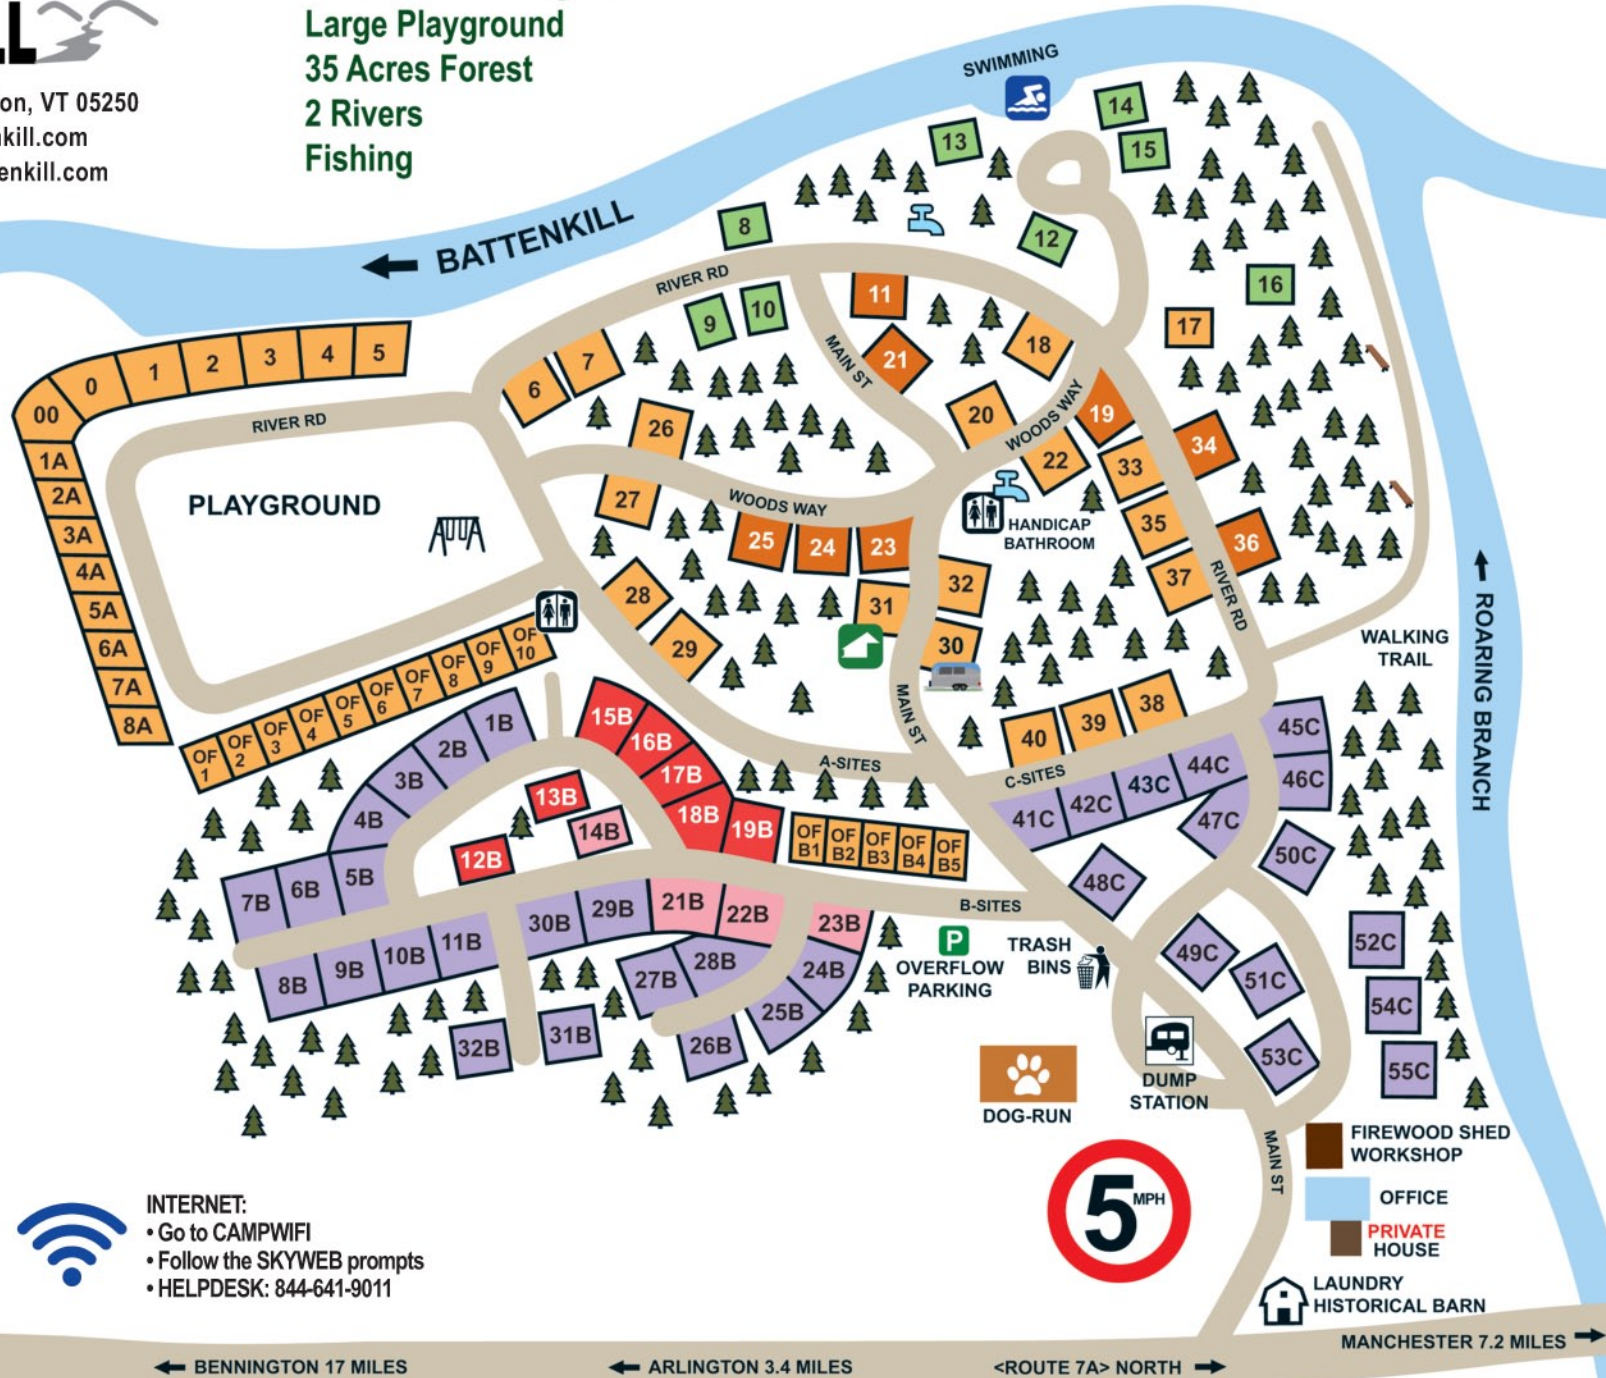 LL
on, VT 05250
kill.com
enkill.com
Large Playground
35 Acres Forest
2 Rivers
Fishing
SWIMMING
BATTENKILL
14
13
15
8
12
RIVER RD
16
11
9
10
17
MAIN ST
18
21
00
0
1
2
3
4
5
6
7
RIVER RD
26
20
WOODS WAY
19
34
22
33
1A
2A
3A
4A
5A
6A
7A
8A
PLAYGROUND
27
WOODS WAY
25
24
23
HANDICAP
BATHROOM
35
36
37
RIVER RD
28
29
31
32
30
WALKING
TRAIL
ROARING BRANCH
OF
1
OF
2
OF
3
OF
4
OF
5
OF
6
OF
7
OF
8
OF
9
OF
10
MAIN ST
40
39
38
A-SITES
C-SITES
1B
2B
3B
4B
5B
6B
7B
15B
16B
17B
18B
19B
13B
14B
12B
OF
B1
OF
B2
OF
B3
OF
B4
OF
B5
41C
42C
43C
44C
45C
46C
47C
48C
50C
B-SITES
8B
9B
10B
11B
30B
29B
21B
22B
23B
27B
28B
24B
25B
26B
31B
32B
P
OVERFLOW
PARKING
TRASH
BINS
49C
51C
52C
53C
54C
55C
DOG-RUN
DUMP
STATION
MAIN ST
FIREWOOD SHED
WORKSHOP
OFFICE
PRIVATE
HOUSE
5 MPH
INTERNET:
• Go to CAMPWIFI
• Follow the SKYWEB prompts
• HELPDESK: 844-641-9011
LAUNDRY
HISTORICAL BARN
MANCHESTER 7.2 MILES
BENNINGTON 17 MILES
ARLINGTON 3.4 MILES
<ROUTE 7A> NORTH